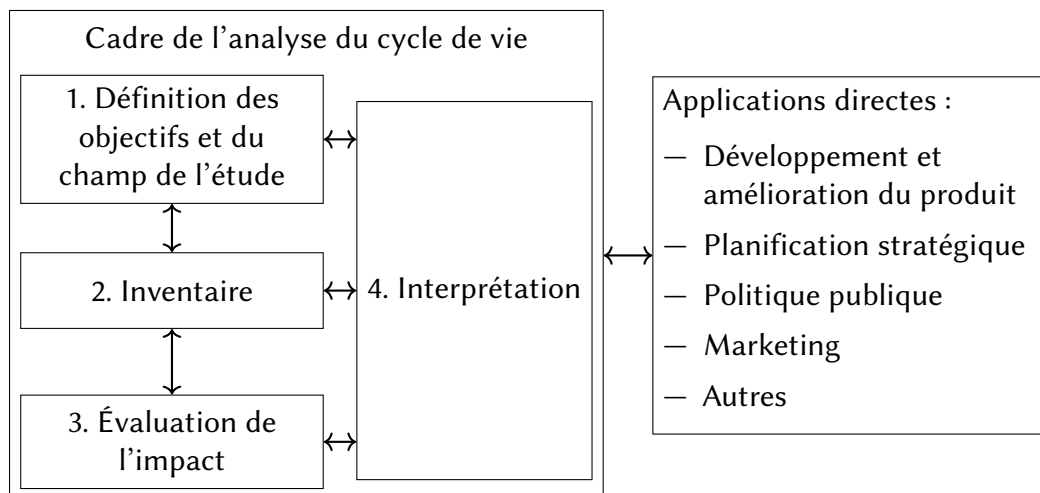 Cadre de l'analyse du cycle de vie
1. Définition des
objectifs et du
champ de l'étude
2. Inventaire
3. Évaluation de
l'impact
4. Interprétation
Applications directes :
— Développement et
amélioration du produit
— Planification stratégique
— Politique publique
— Marketing
— Autres